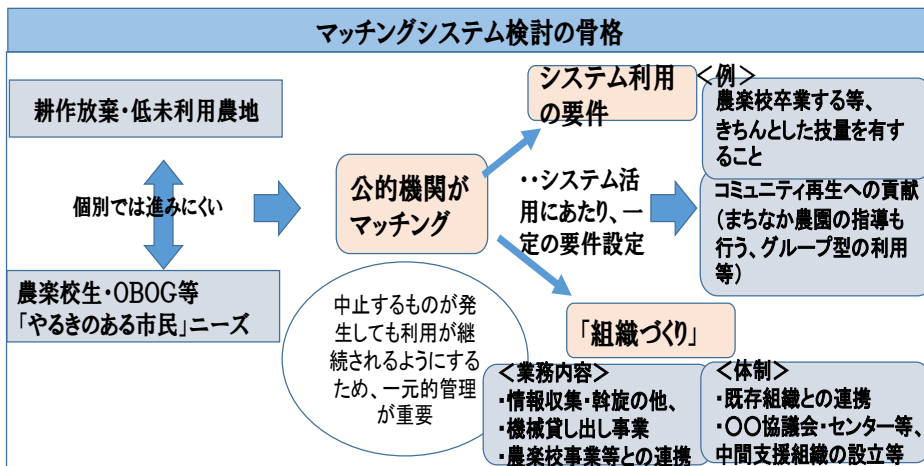 マッチングシステム検討の骨格
耕作放棄・低未利用農地
個別では進みにくい
農楽校生・OBOG等
「やるきのある市民」ニーズ
公的機関が
マッチング
中止するものが発
生しても利用が継
続されるようにする
ため、一元的管理
が重要
システム利用
の要件
‥システム活
用にあたり、一
定の要件設定
＜例＞
農楽校卒業する等、
きちんとした技量を有す
ること
コミュニティ再生への貢献
(まちなか農園の指導も
行う、グループ型の利用
等)
「組織づくり」
＜業務内容＞
・情報収集・斡旋の他、
・機械貸し出し事業
・農楽校事業等との連携
＜体制＞
・既存組織との連携
・〇〇協議会・センター等、
中間支援組織の設立等